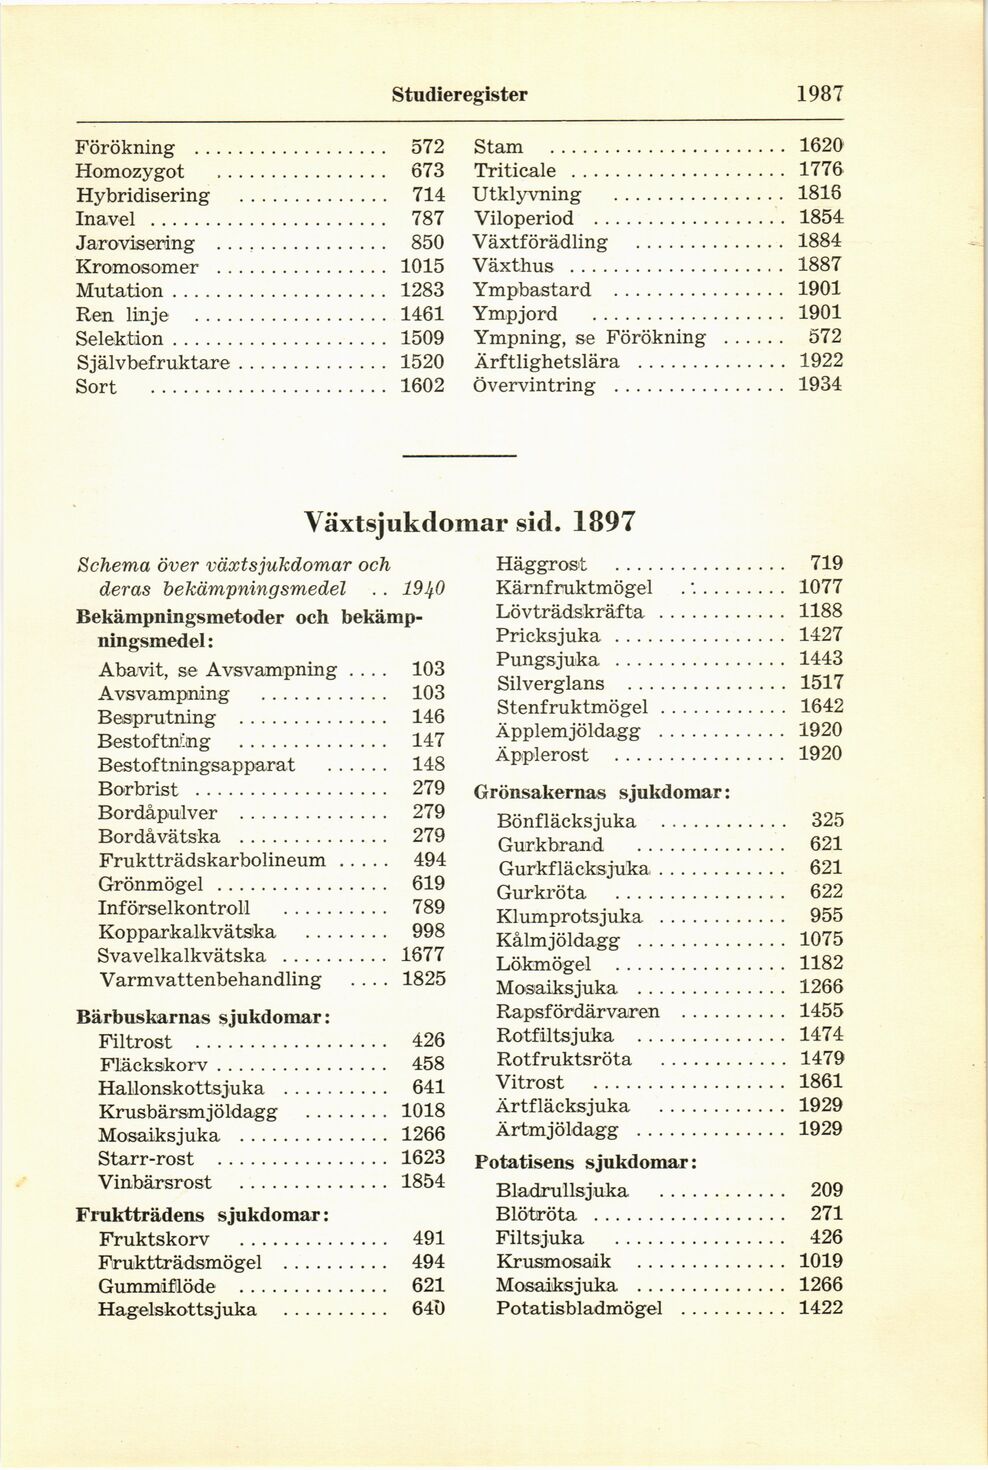 Studieregister 1987
Förökning .................. 572
Homozygot ................ 673
Hybridisering .............. 714
Inavel ...................... 787
Jarovisering ................ 850
Kromosomer ................ 1015
Mutation .................... 1283
Ren linje .................. 1461
Selektion .................... 1509
Självbefruktare .............. 1520
Sort ...................... 1602
Stam ...................... 1620
Triticale .................... 1776
Utklyvning ................ 1816
Viloperiod .................. 1854
Växtförädling .............. 1884
Växthus .................... 1887
Ympbastard ................ 1901
Ympjord .................. 1901
Ympning, se Förökning ...... 572
Ärftlighetslära .............. 1922
Övervintring ................ 1934
Växtsjukdomar sid. 1897
Schema över växtsjukdomar och
deras bekämpningsmedel .. 1940
Bekämpningsmetoder och bekämp-
ningsmedel:
Abavit, se Avsvampning .... 103
Avsvampning ............ 103
Besprutning .............. 146
Bestoftning .............. 147
Bestoftningsapparat ...... 148
Borbrist .................. 279
Bordåpulver .............. 279
Bordåvätska .............. 279
Fruktträdskarbolineum ..... 494
Grönmögel ................ 619
Införselkontroll .......... 789
Kopparkalkvätska ........ 998
Svavelkalkvätska .......... 1677
Varmvattenbehandling .... 1825
Bärbuskarnas sjukdomar:
Filtrost .................. 426
Fläckskorv ................ 458
Hallonskottsjuka .......... 641
Krusbärsmjöldagg ........ 1018
Mosaiksjuka .............. 1266
Starr-rost ................ 1623
Vinbärsrost .............. 1854
Fruktträdens sjukdomar:
Fruktskorv .............. 491
Fruktträdsmögel .......... 494
Gummiflöde .............. 621
Hagelskottsjuka .......... 640
Häggrost ................ 719
Kärnfruktmögel .......... 1077
Lövträdskräfta ............ 1188
Pricksjuka ................ 1427
Pungsjuka ................ 1443
Silverglans .............. 1517
Stenfruktmögel ............ 1642
Äpplemjöldagg ............ 1920
Äpplerost ................ 1920
Grönsakernas sjukdomar:
Bönfläcksjuka ............ 325
Gurkbrand .............. 621
Gurkfläcksjuka ............ 621
Gurkröta ................ 622
Klumprotsjuka ............ 955
Kålmjöldagg .............. 1075
Lökmögel ................ 1182
Mosaiksjuka .............. 1266
Rapsfördärvaren .......... 1455
Rotfiltsjuka .............. 1474
Rotfruktsröta ............ 1479
Vitrost .................. 1861
Ärtfläcksjuka ............ 1929
Ärtmjöldagg .............. 1929
Potatisens sjukdomar:
Bladrullsjuka ............ 209
Blötröta .................. 271
Filtsjuka ................ 426
Krusmosaik .............. 1019
Mosaiksjuka .............. 1266
Potatisbladmögel .......... 1422